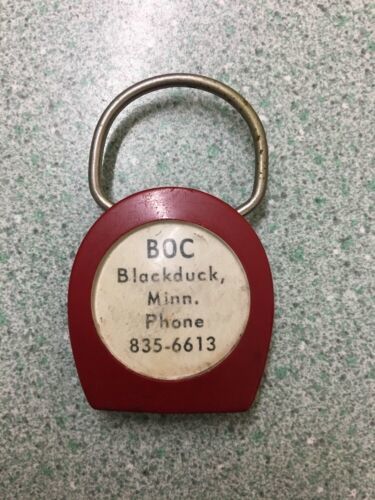 BOC
Blackduck,
Minn.
Phone
835-6613